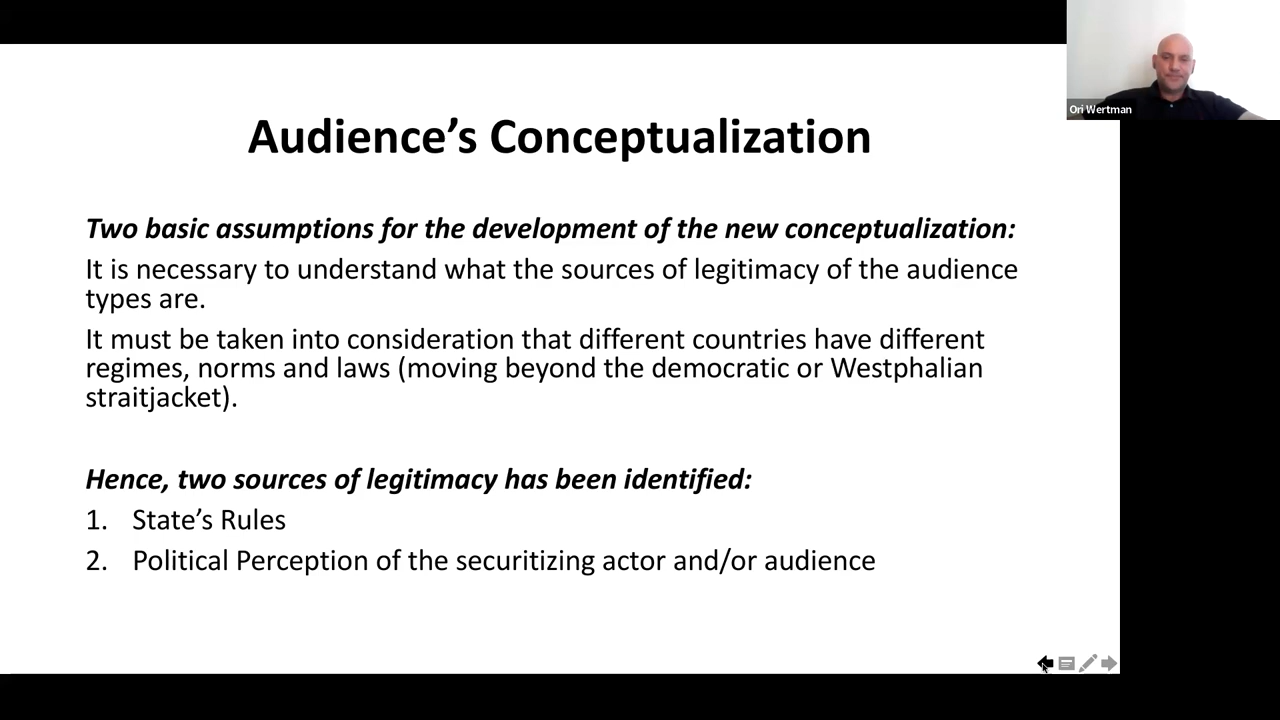 Ori Wertman
Audience’s Conceptualization
Two basic assumptions for the development of the new conceptualization:
It is necessary to understand what the sources of legitimacy of the audience
types are.
It must be taken into consideration that different countries have different
regimes, norms and laws (moving beyond the democratic or Westphalian
straitjacket).
Hence, two sources of legitimacy has been identified:
1. State’s Rules
2. Political Perception of the securitizing actor and/or audience